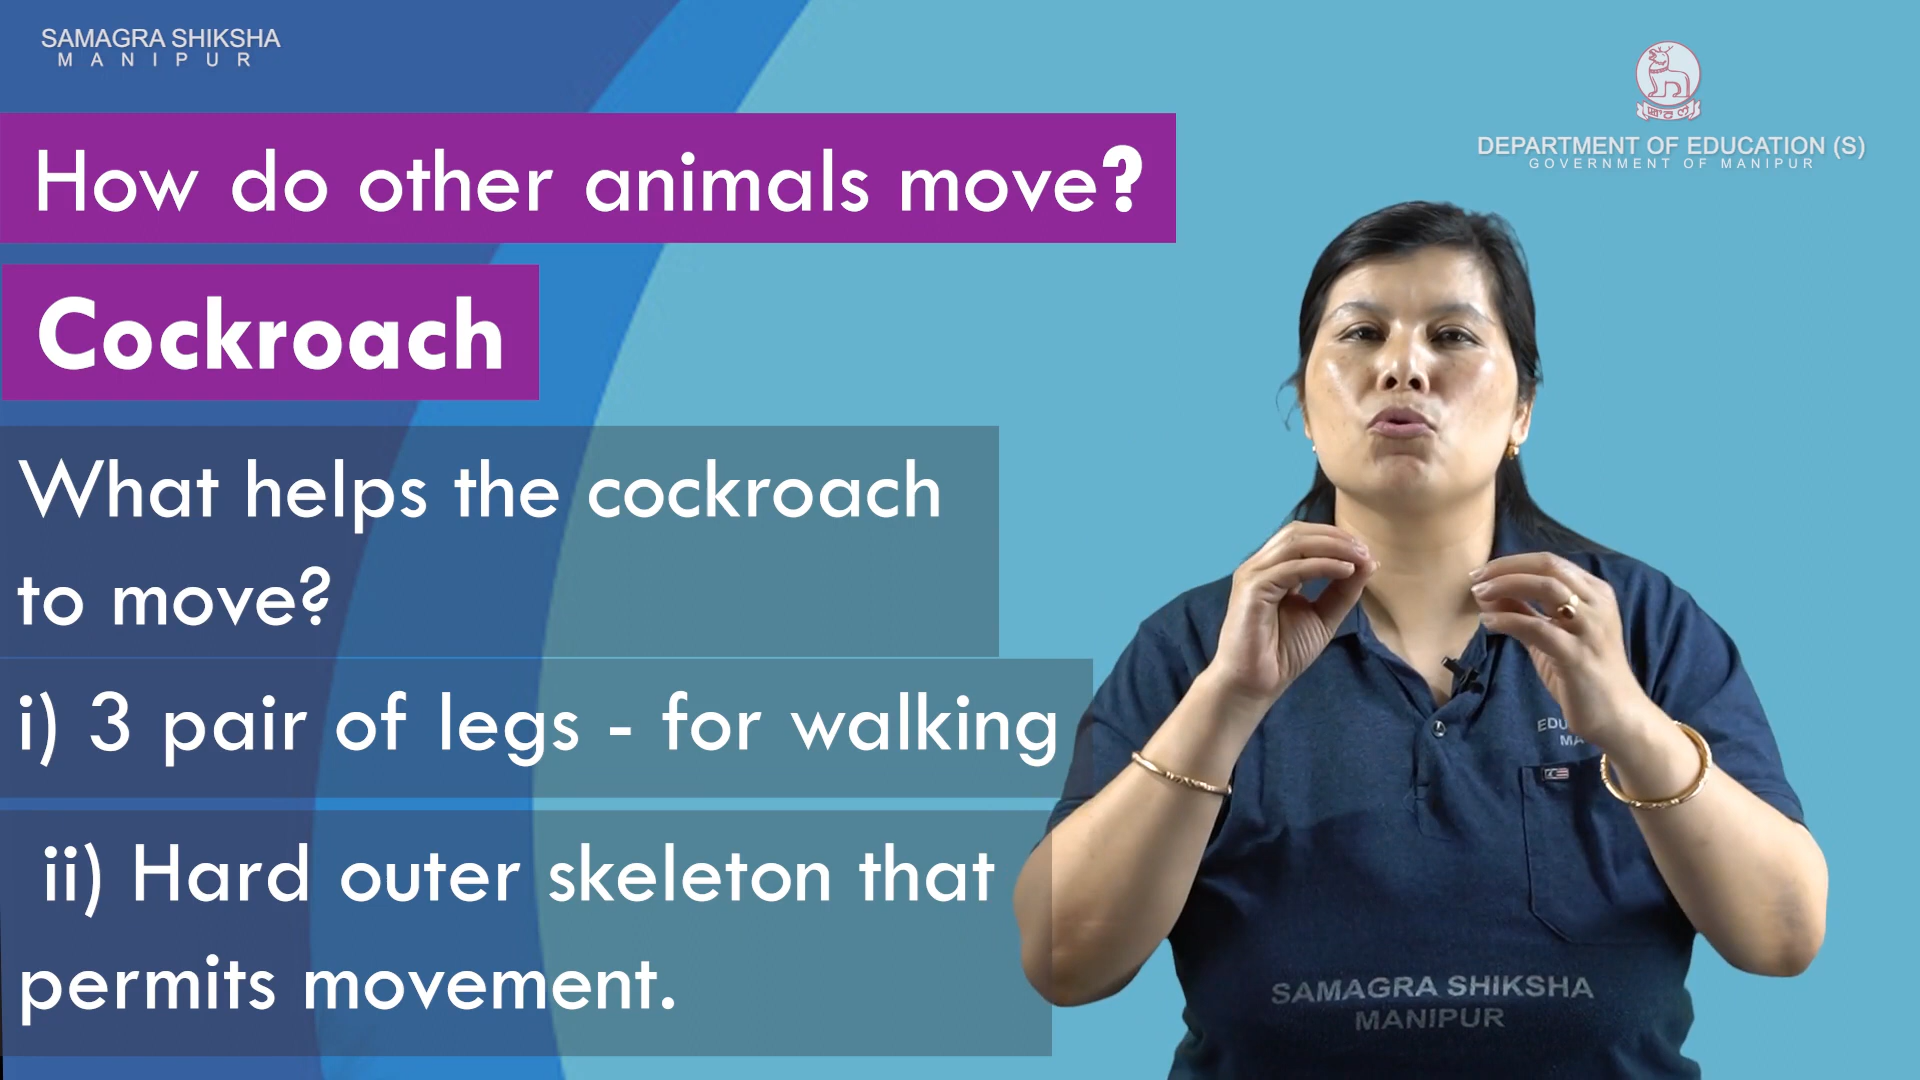 SAMAGRA SHIKSHA
MANIPUR
DEPARTMENT OF EDUCATION (S)
GOVERNMENT OF MANIPUR
How do other animals move?
Cockroach
What helps the cockroach
to move?
i) 3 pair of legs - for walking
ii) Hard outer skeleton that
permits movement.
SAMAGRA SHIKSHA
MANIPUR